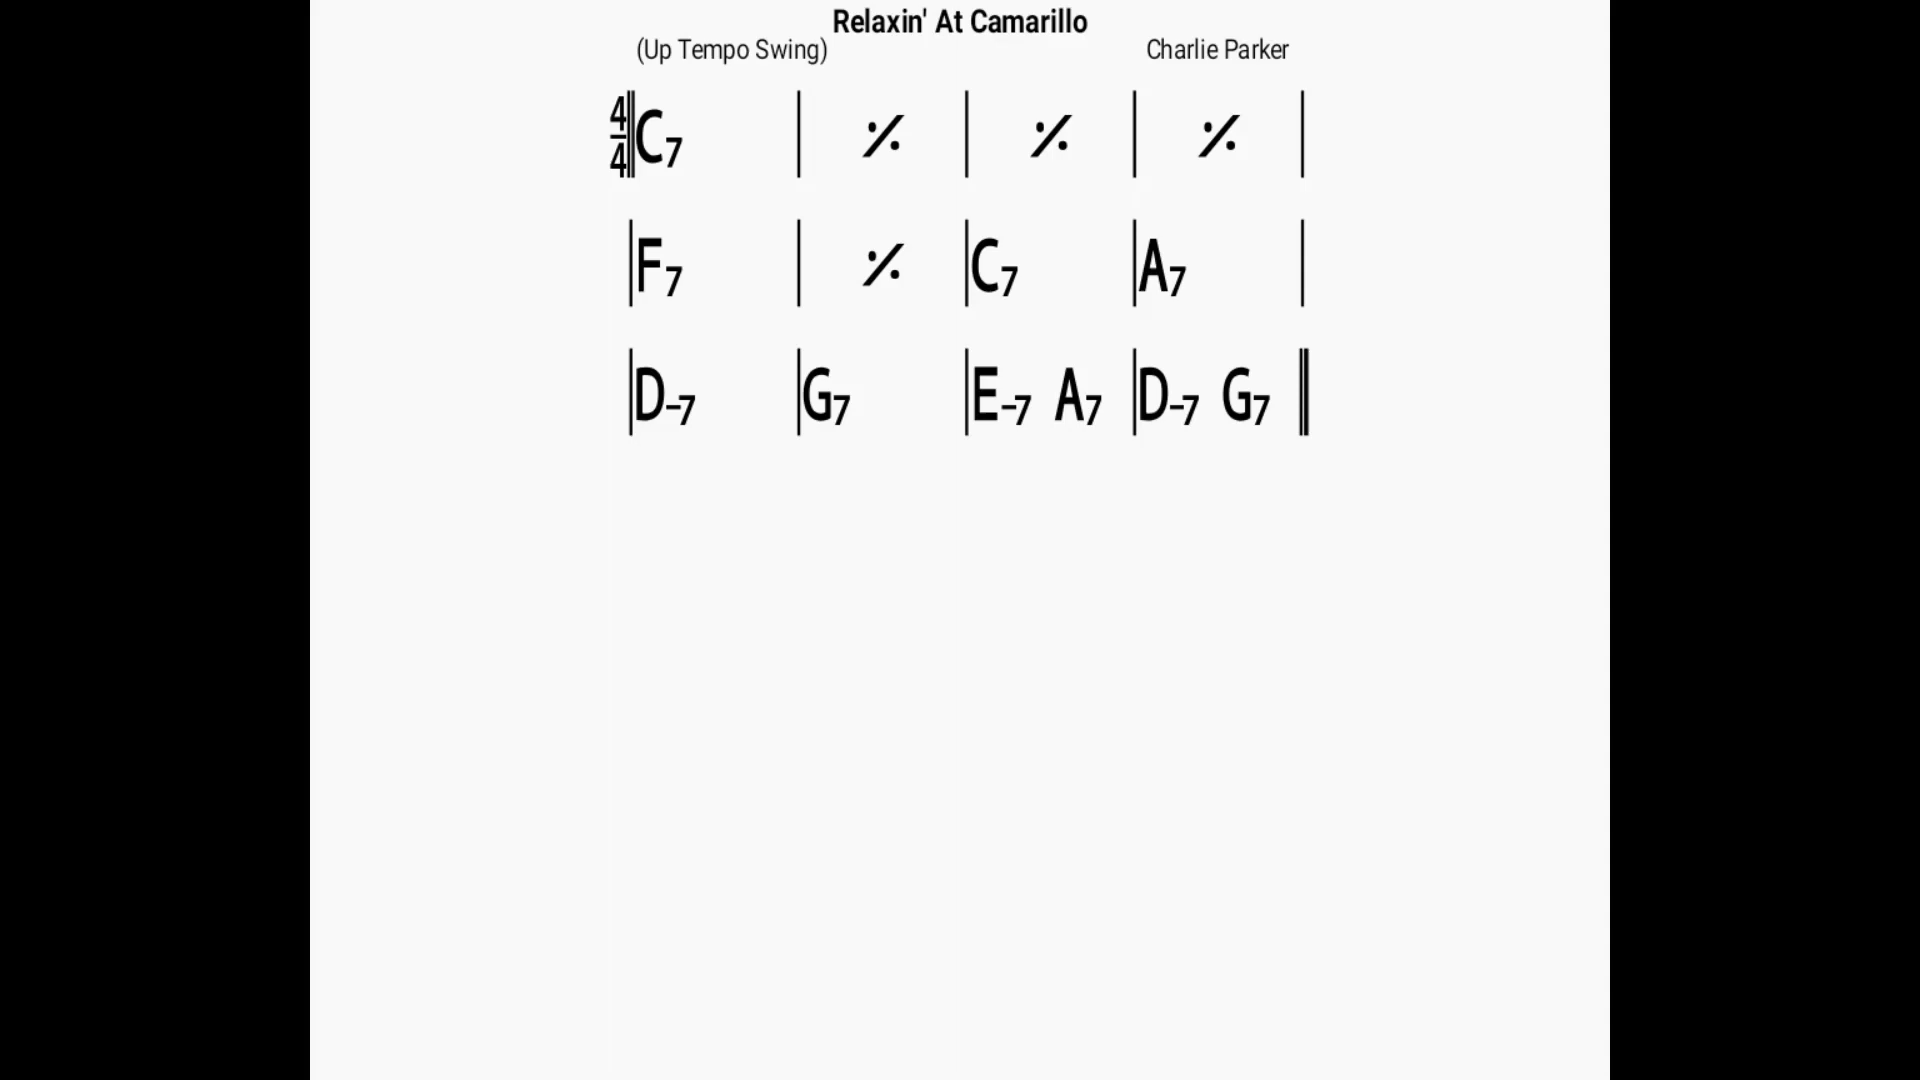 Relaxin' At Camarillo
(Up Tempo Swing) Charlie Parker
4/4 C7 | 𝄎 | 𝄎 | 𝄎 |
| F7 | 𝄎 | C7 | A7 |
| D-7 | G7 | E-7 A7 | D-7 G7 ||